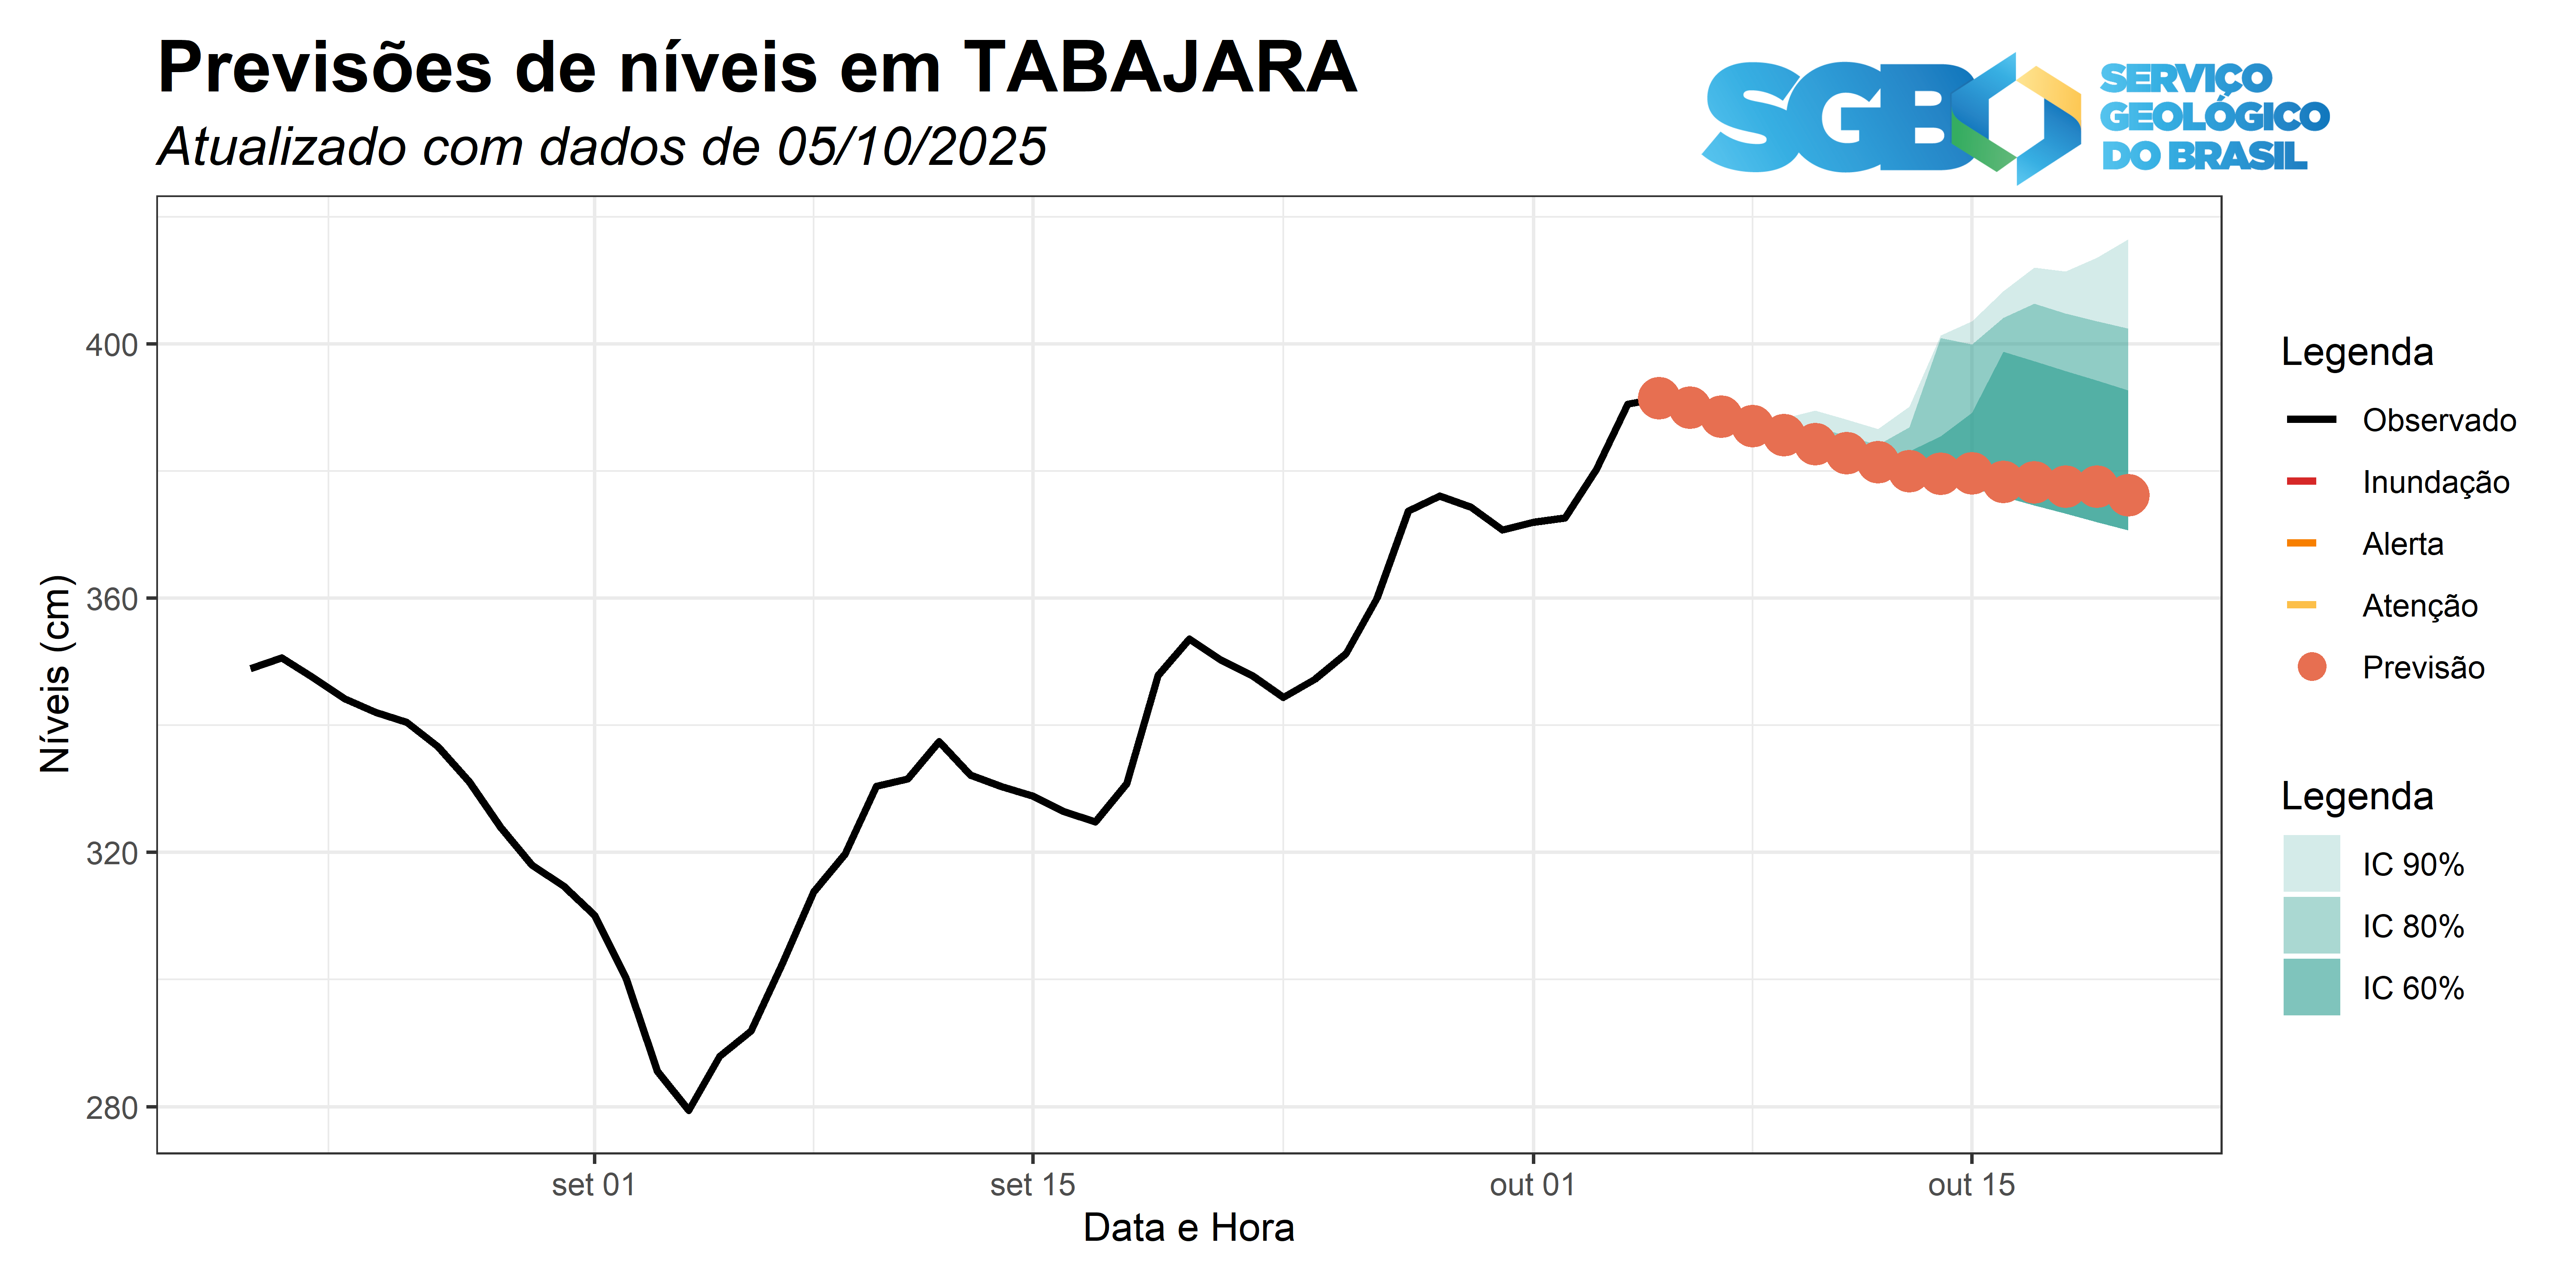 Previsões de níveis em TABAJARA
Atualizado com dados de 05/10/2025
SGB
SERVIÇO
GEOLÓGICO
DO BRASIL
Níveis (cm)
400
360
320
280
set 01
set 15
out 01
out 15
Data e Hora
Legenda
Observado
Inundação
Alerta
Atenção
Previsão
Legenda
IC 90%
IC 80%
IC 60%